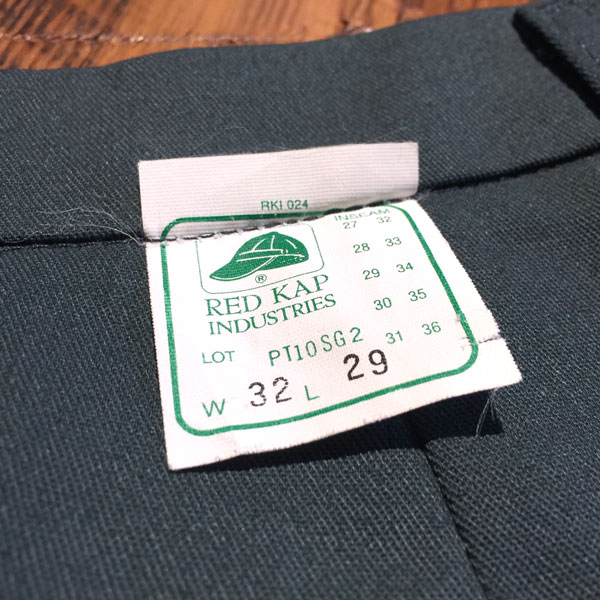 RKI 024
INSEAM
27 32
28 33
29 34
30 35
31 36
®
RED KAP
INDUSTRIES
LOT PT10SG2
W 32 L 29